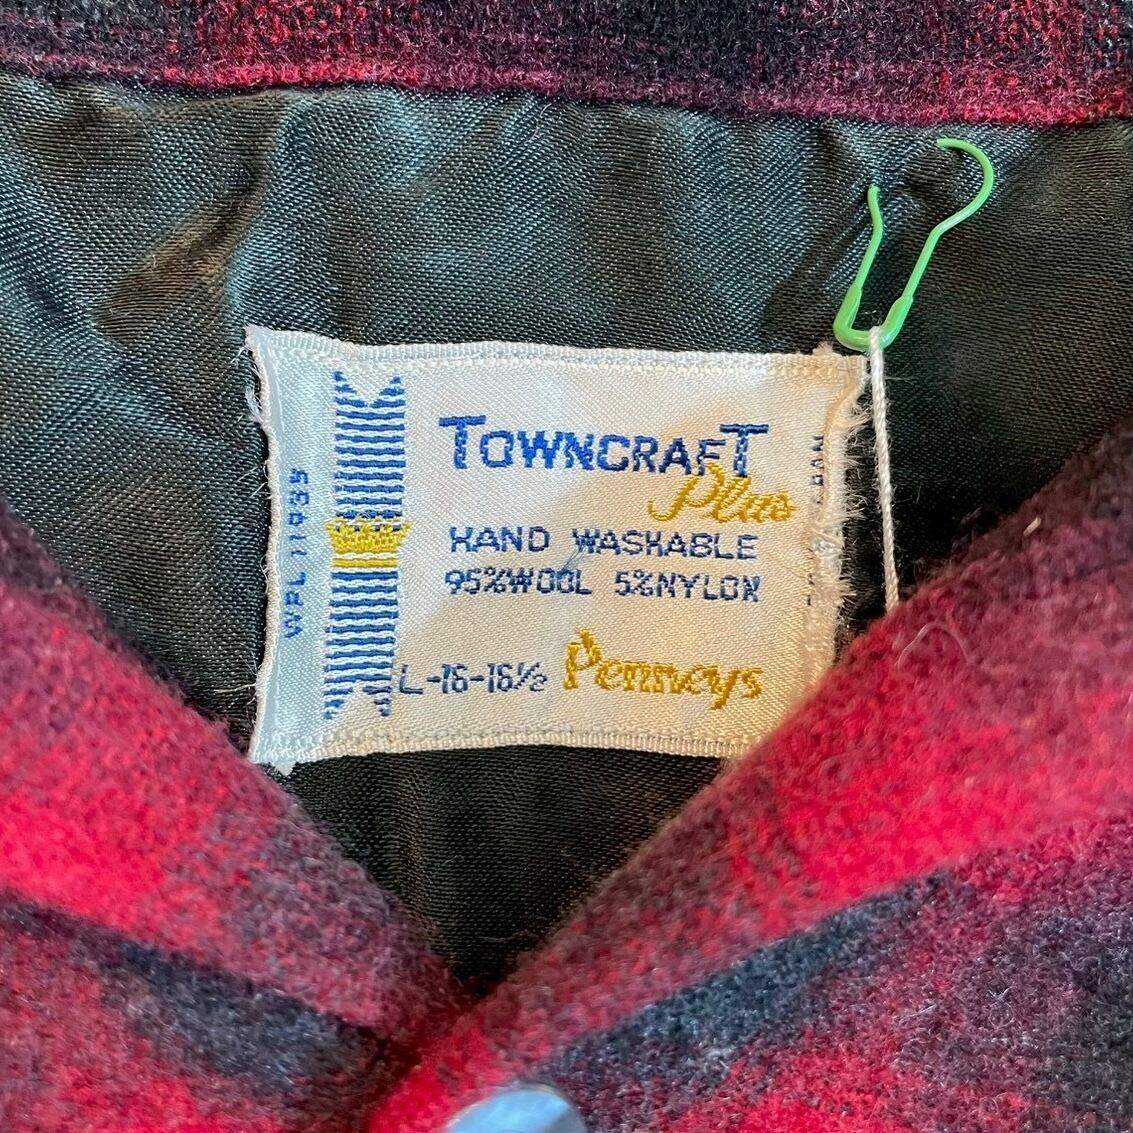 TOWNCRAFT
Plus
HAND WASHABLE
95%WOOL 5%NYLON
L-16-16½ Penneys
WPL 11935